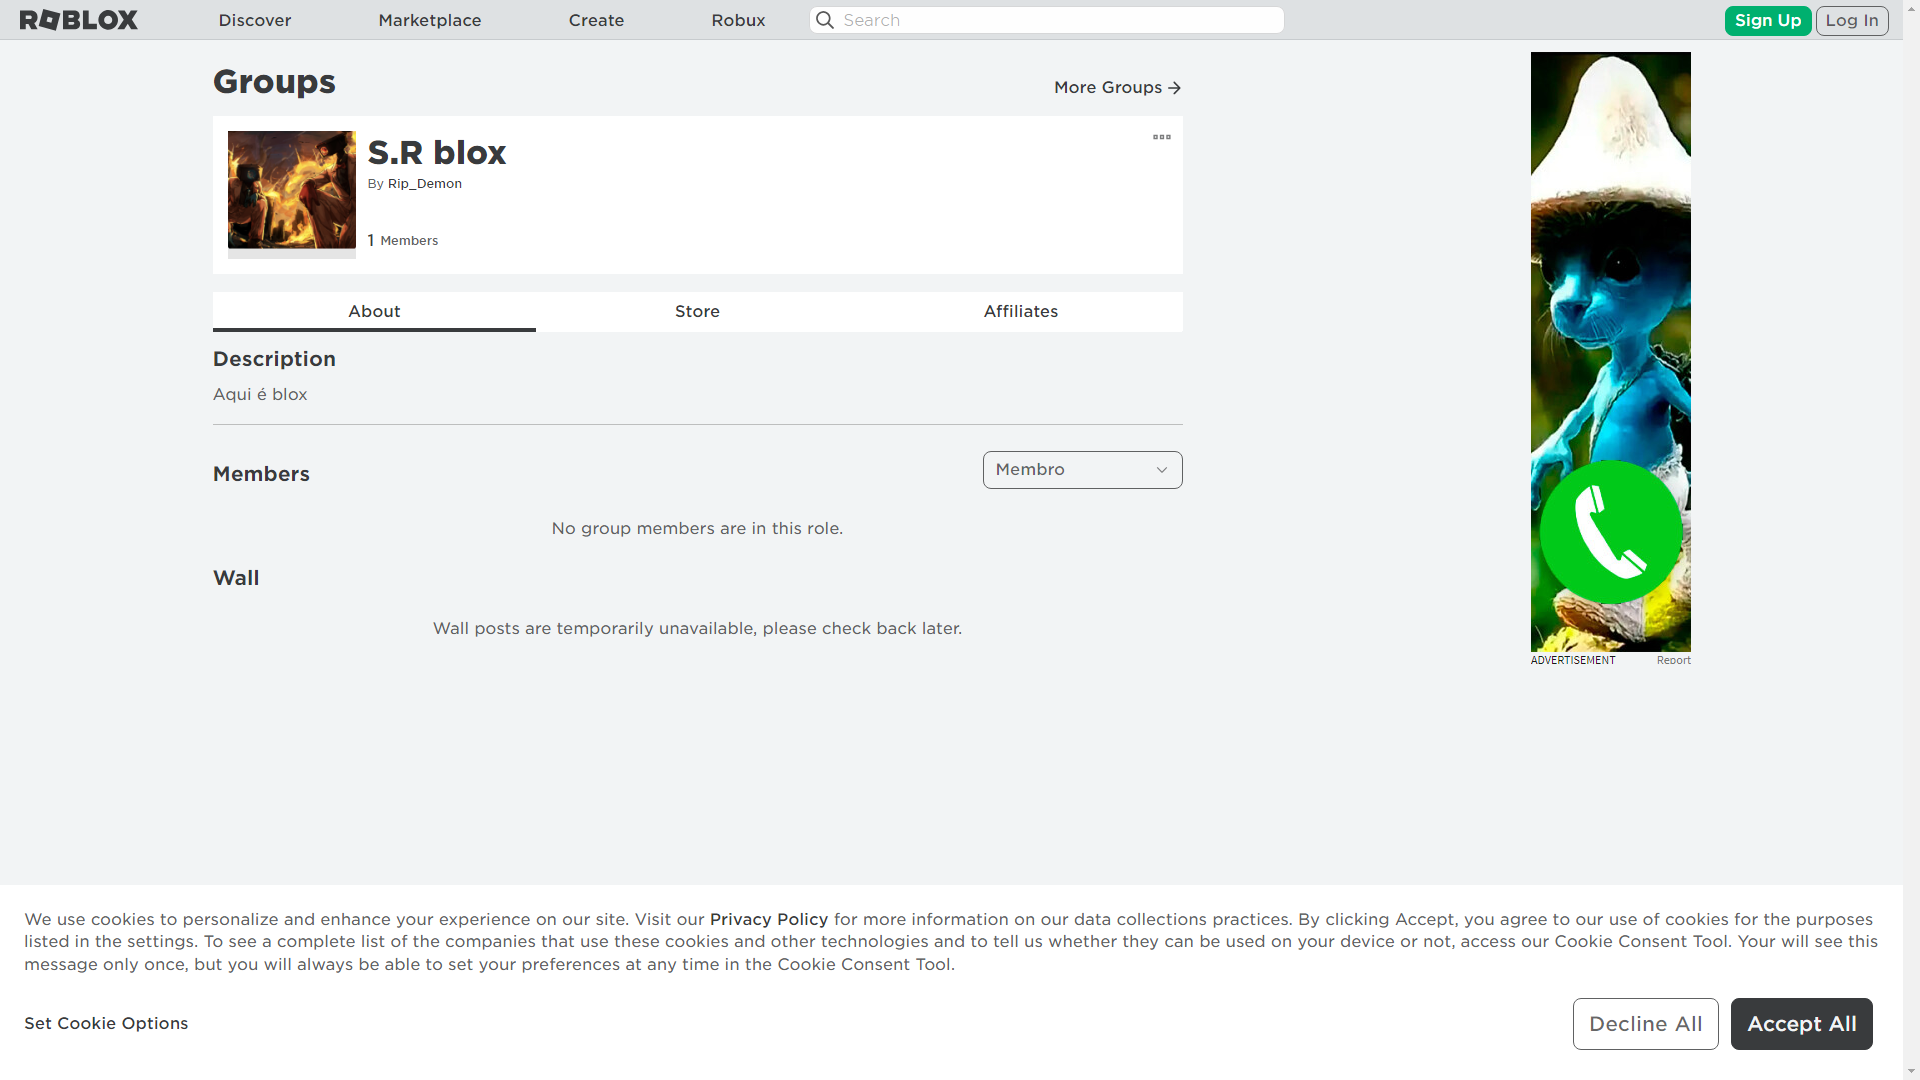 ROBLOX
Discover
Marketplace
Create
Robux
Search
Sign Up
Log In
Groups
More Groups
S.R blox
By Rip_Demon
1 Members
About
Store
Affiliates
Description
Aqui é blox
Members
Membro
No group members are in this role.
Wall
Wall posts are temporarily unavailable, please check back later.
ADVERTISEMENT
Report
We use cookies to personalize and enhance your experience on our site. Visit our Privacy Policy for more information on our data collections practices. By clicking Accept, you agree to our use of cookies for the purposes
listed in the settings. To see a complete list of the companies that use these cookies and other technologies and to tell us whether they can be used on your device or not, access our Cookie Consent Tool. Your will see this
message only once, but you will always be able to set your preferences at any time in the Cookie Consent Tool.
Set Cookie Options
Decline All
Accept All